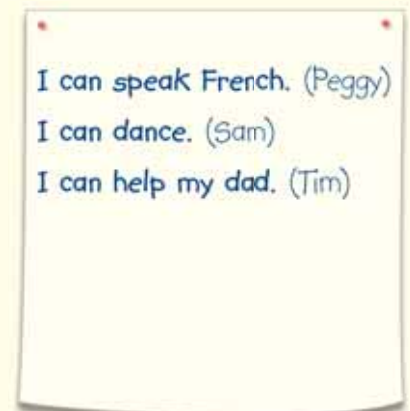 I can speak French. (Peggy)
I can dance. (Sam)
I can help my dad. (Tim)